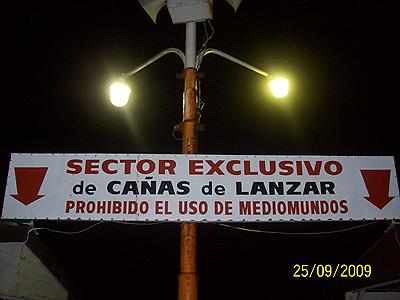 SECTOR EXCLUSIVO
de CAÑAS de LANZAR
PROHIBIDO EL USO DE MEDIOMUNDOS
25/09/2009